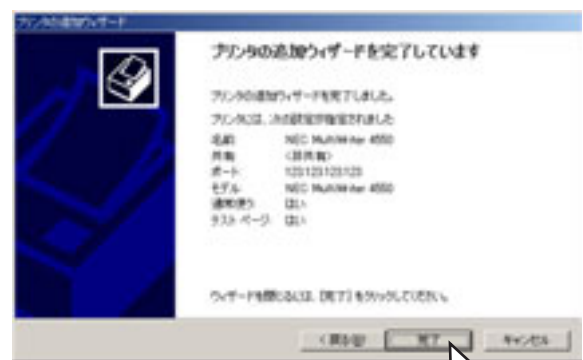 プリンタの追加ウィザード
プリンタの追加ウィザードを完了しています
プリンタの追加ウィザードを完了しました。
プリンタには、次の設定が指定されました
名前 NEC MultiWriter 4550
共有 <非共有>
ポート 123.123.123.123
モデル NEC MultiWriter 4550
通常使う はい
テスト ページ はい
ウィザードを閉じるには、[完了] をクリックしてください。
< 戻る(B) 完了 キャンセル